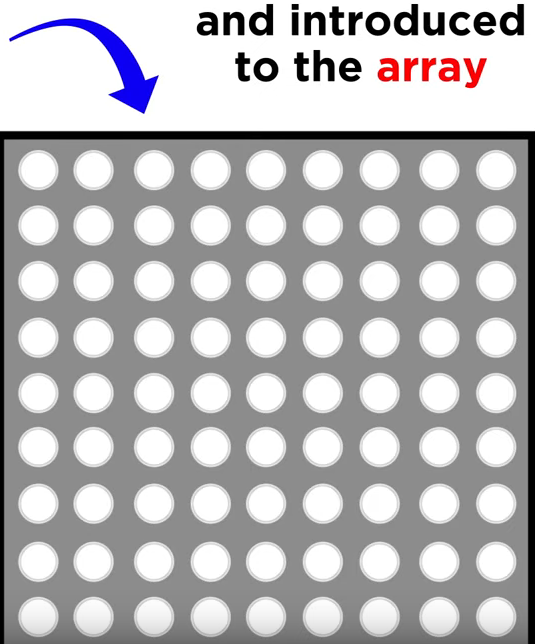 and introduced
to the array